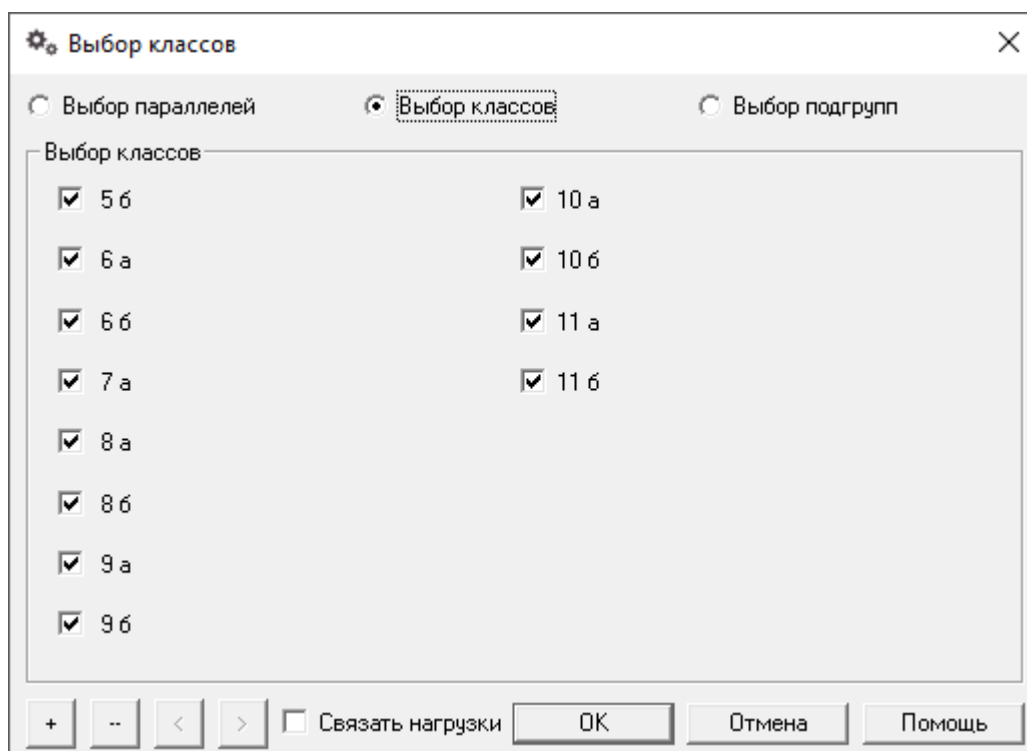 Выбор классов
Выбор параллелей Выбор классов Выбор подгрупп
Выбор классов
5 б
6 а
6 б
7 а
8 а
8 б
9 а
9 б
10 а
10 б
11 а
11 б
+ -- < > Связать нагрузки OK Отмена Помощь